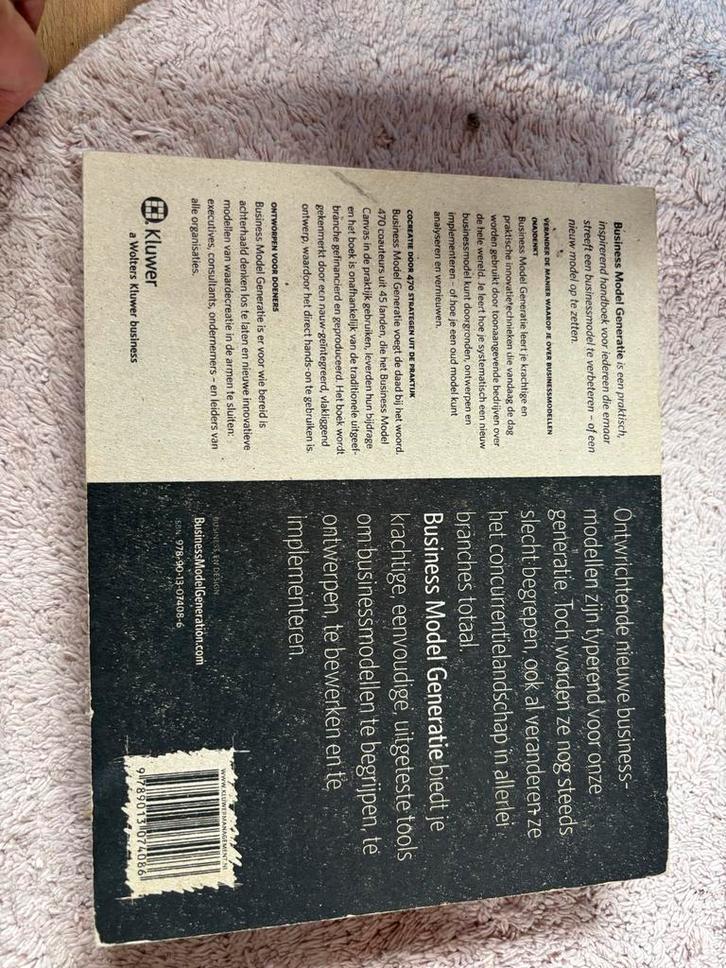 Business Model Generatie is een praktisch,
inspirerend handboek voor iedereen die ernaar
streeft een businessmodel te verbeteren – of een
nieuw model op te zetten.
VERANDER DE MANIER WAAROP JE OVER BUSINESSMODELLEN
(NA)DENKT
Business Model Generatie leert je krachtige en
praktische innovatietechnieken die vandaag de dag
worden gebruikt door toonaangevende bedrijven over
de hele wereld. Je leert hoe je systematisch een nieuw
businessmodel kunt doorgronden, ontwerpen en
implementeren – of hoe je een oud model kunt
analyseren en vernieuwen.
COCREATIE DOOR 470 STRATEGEN UIT DE PRAKTIJK
Business Model Generatie voegt de daad bij het woord.
470 coauteurs uit 45 landen, die het Business Model
Canvas in de praktijk gebruiken, leverden hun bijdrage
en het boek is onafhankelijk van de traditionele uitgeef-
branche gefinancierd en geproduceerd. Het boek wordt
gekenmerkt door een nauw-geïntegreerd, vlakliggend
ontwerp, waardoor het direct hands-on te gebruiken is.
ONTWORPEN VOOR DOENERS
Business Model Generatie is er voor wie bereid is
achterhaald denken los te laten en nieuwe innovatieve
modellen van waardecreatie in de armen te sluiten:
executives, consultants, ondernemers – en leiders van
alle organisaties.
Kluwer
a Wolters Kluwer business
Ontwrichtende nieuwe business-
modellen zijn typerend voor onze
generatie. Toch worden ze nog steeds
slecht begrepen, ook al veranderen ze
het concurrentielandschap in allerlei
branches totaal.
Business Model Generatie biedt je
krachtige, eenvoudige, uitgeteste tools
om businessmodellen te begrijpen, te
ontwerpen, te bewerken en te
implementeren.
BUSINESS EN DESIGN
BusinessModelGeneration.com
ISBN 978-90-13-07408-6
WWW.KLUWERMANAGEMENT.NL
9789013074086